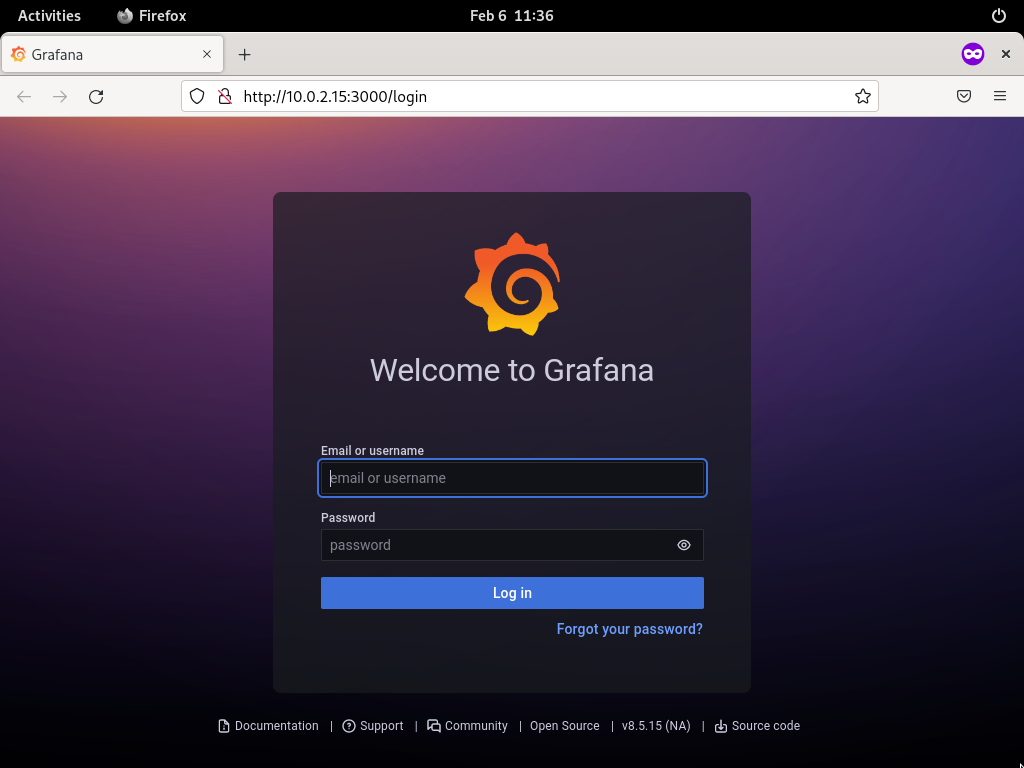 Activities Firefox Feb 6 11:36
Grafana
http://10.0.2.15:3000/login
Welcome to Grafana
Email or username
email or username
Password
password
Log in
Forgot your password?
Documentation | Support | Community | Open Source | v8.5.15 (NA) | Source code